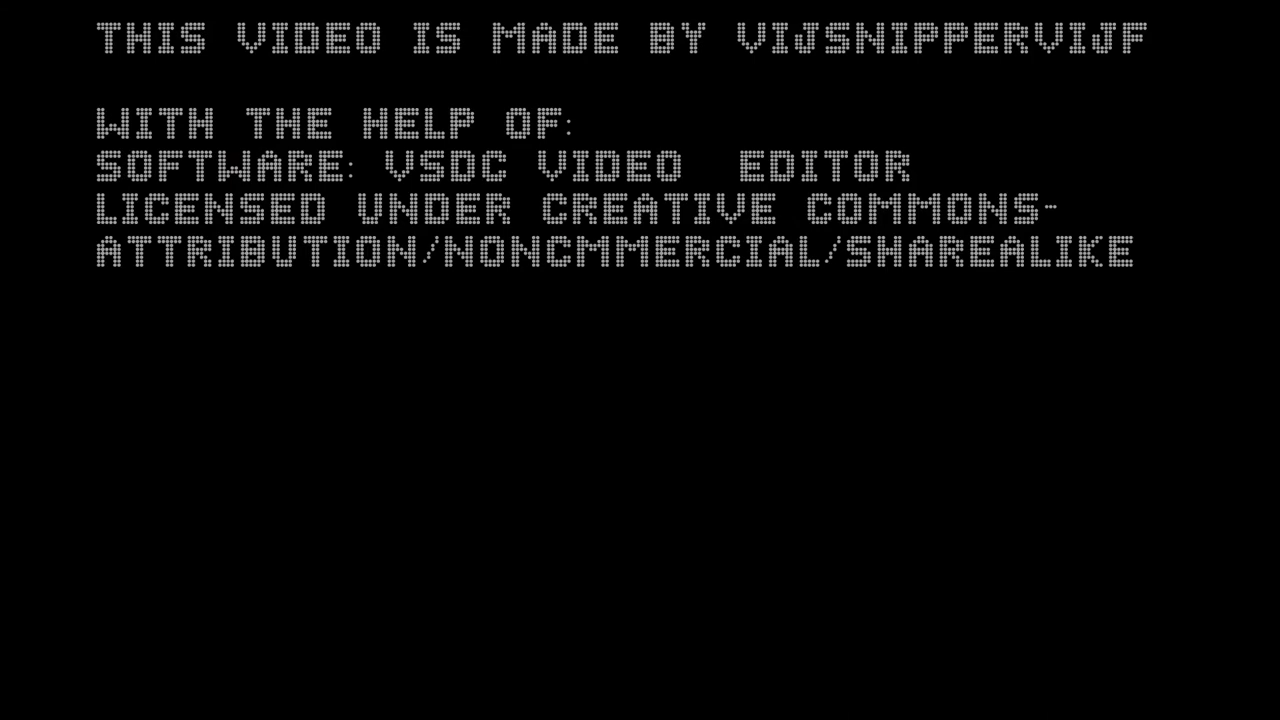 THIS VIDEO IS MADE BY VIJSNIPPERVIJF
WITH THE HELP OF:
SOFTWARE: VSDC VIDEO  EDITOR
LICENSED UNDER CREATIVE COMMONS-
ATTRIBUTION/NONCMMERCIAL/SHAREALIKE